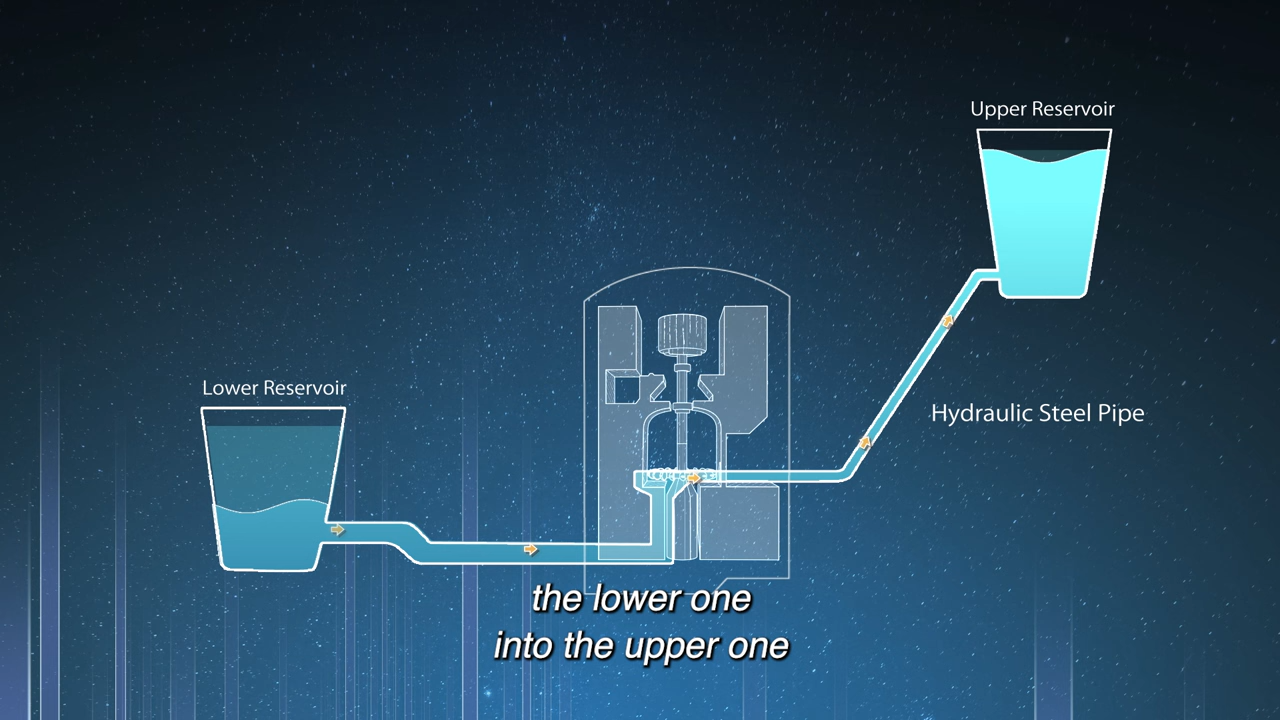 Upper Reservoir
Lower Reservoir
Hydraulic Steel Pipe
the lower one
into the upper one